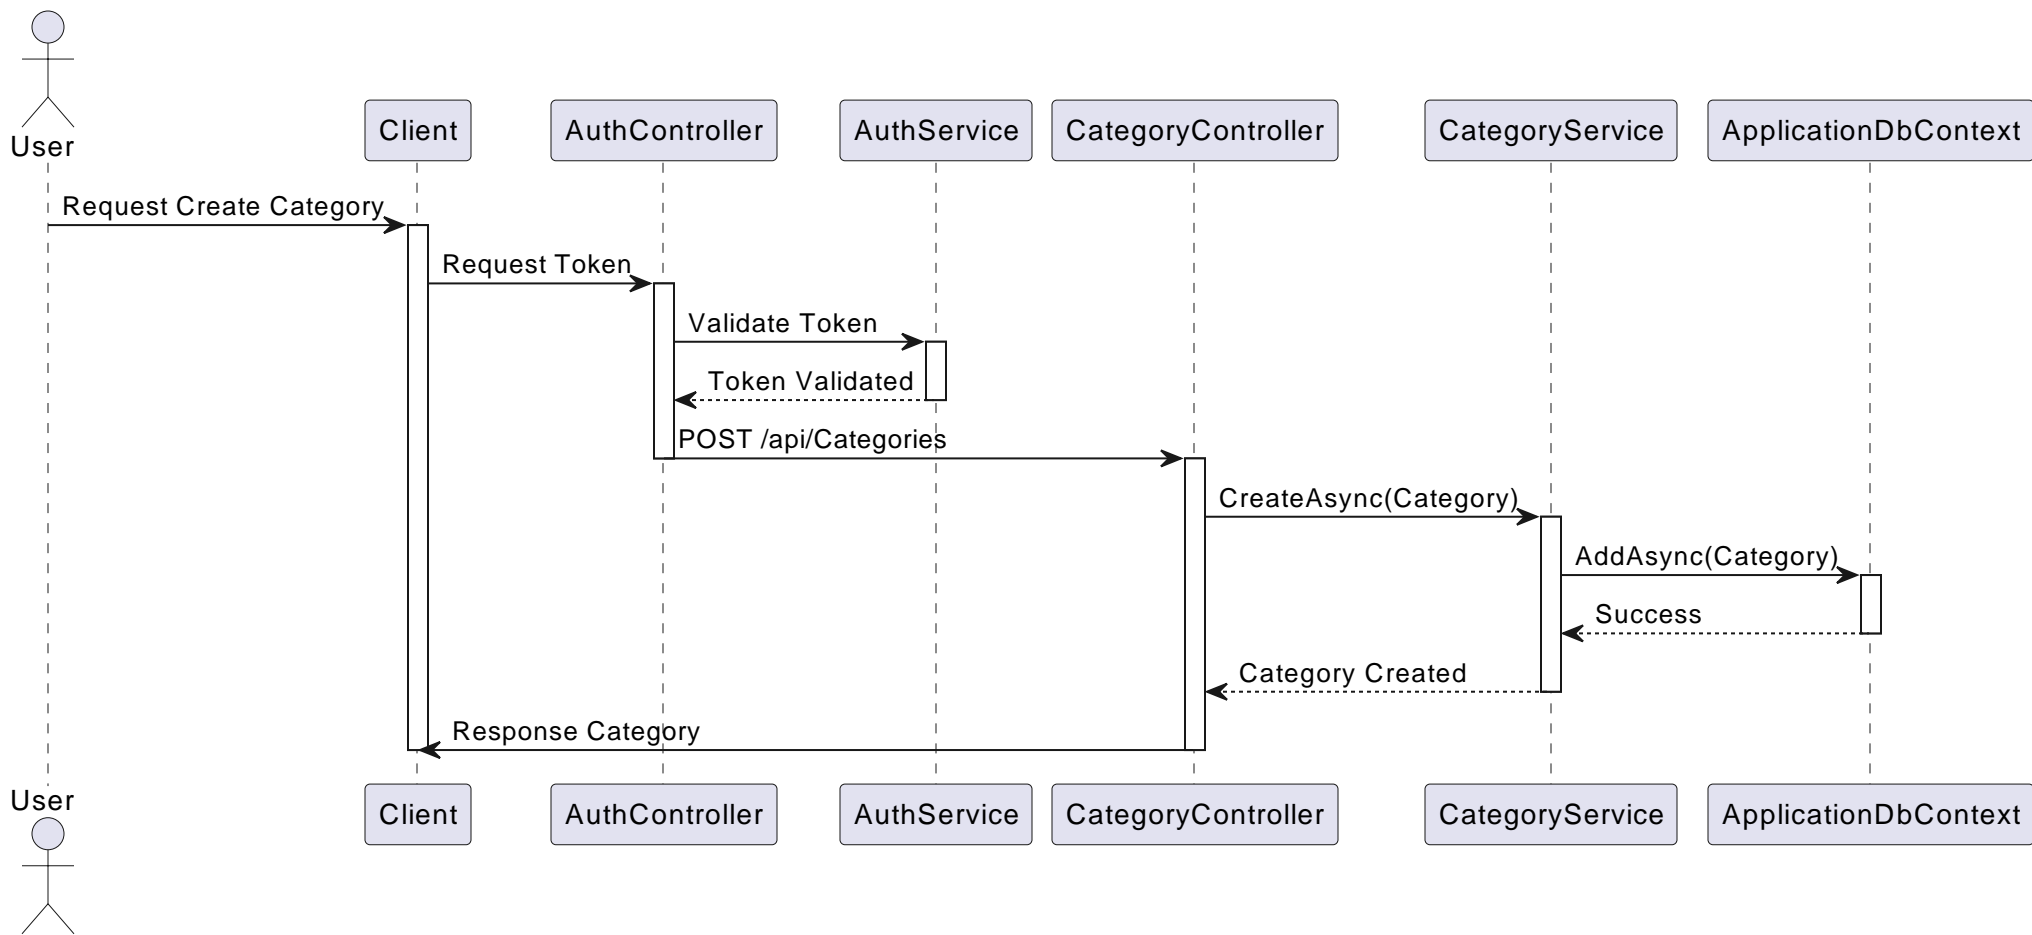 User
Client
AuthController
AuthService
CategoryController
CategoryService
ApplicationDbContext
Request Create Category
Request Token
Validate Token
Token Validated
POST /api/Categories
CreateAsync(Category)
AddAsync(Category)
Success
Category Created
Response Category
User
Client
AuthController
AuthService
CategoryController
CategoryService
ApplicationDbContext